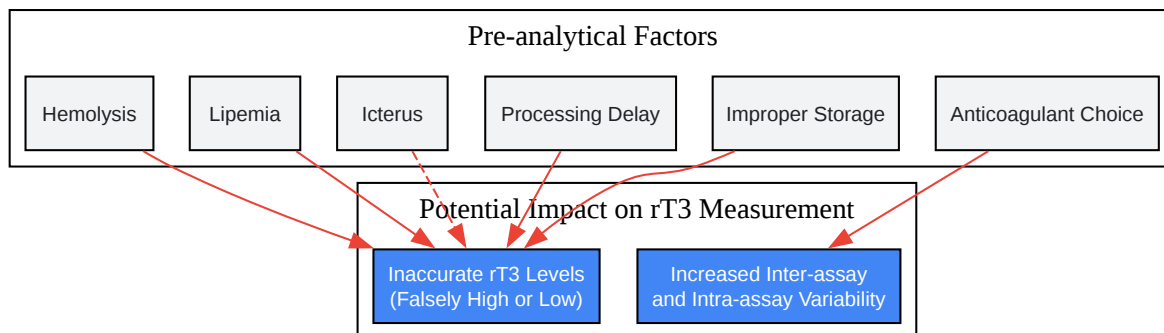 Pre-analytical Factors
Hemolysis
Lipemia
Icterus
Processing Delay
Improper Storage
Anticoagulant Choice
Potential Impact on rT3 Measurement
Inaccurate rT3 Levels
(Falsely High or Low)
Increased Inter-assay
and Intra-assay Variability